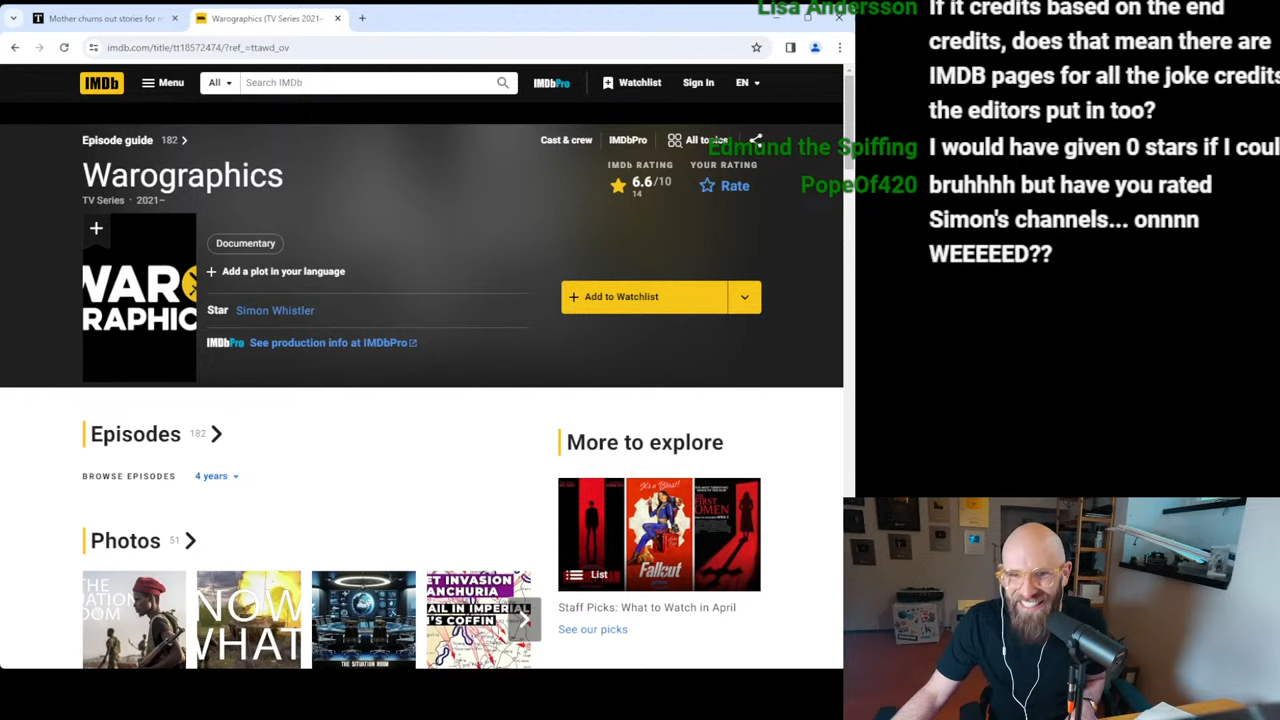 Mother churns out stories for m
Warographics (TV Series 2021–
imdb.com/title/tt18572474/?ref_=ttawd_ov
IMDb
Menu
All
Search IMDb
IMDbPro
Watchlist
Sign In
EN
Episode guide 182
Cast & crew
IMDbPro
All topics
Warographics
TV Series · 2021–
IMDb RATING
6.6/10
14
YOUR RATING
Rate
WARO
RAPHIC
Documentary
Add a plot in your language
Star Simon Whistler
IMDbPro See production info at IMDbPro
Add to Watchlist
Episodes 182
BROWSE EPISODES 4 years
Photos 51
THE
UATION
ROOM
NOW
WHAT
THE SITUATION ROOM
ET INVASION
ANCHURIA
AIL IN IMPERIAL
'S COFFIN
More to explore
It's a Blast!
THE FIRST
OMEN
Fallout
List
Staff Picks: What to Watch in April
See our picks
Lisa Andersson
If it credits based on the end
credits, does that mean there are
IMDB pages for all the joke credits
the editors put in too?
Edmund the Spiffing
I would have given 0 stars if I coul
PopeOf420
bruhhhh but have you rated
Simon's channels... onnnn
WEEEEED??